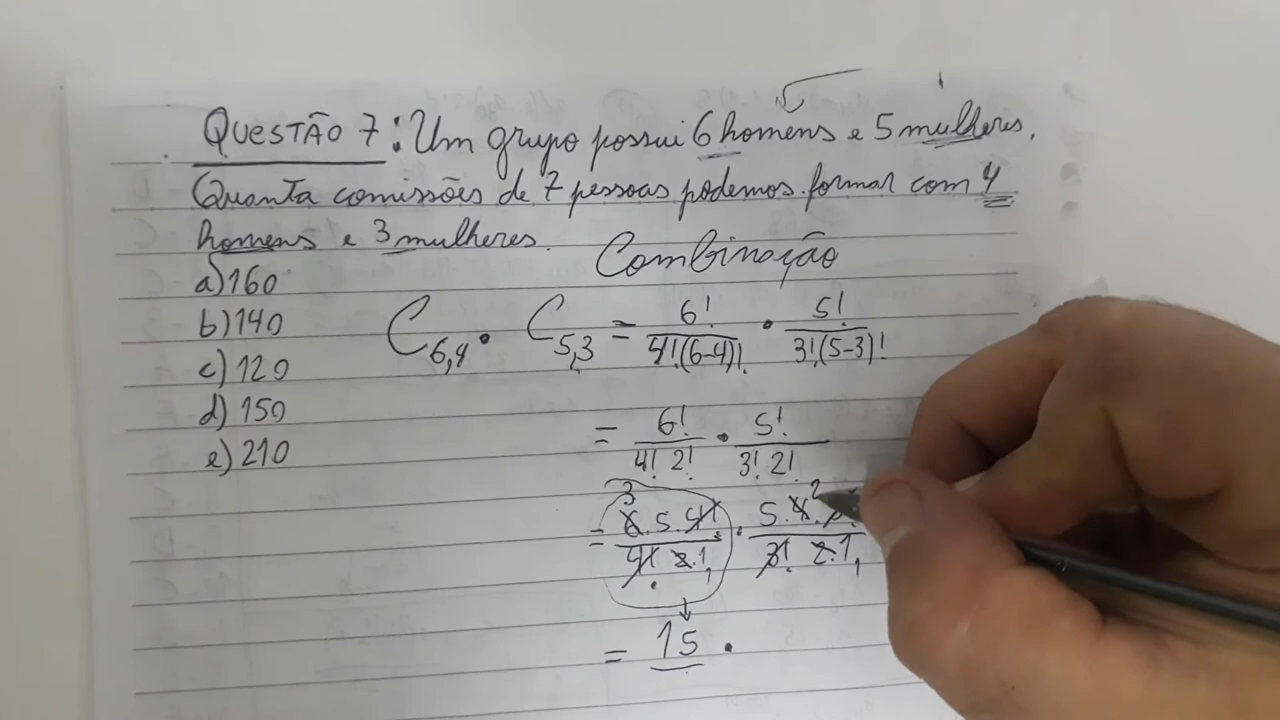 QUESTÃO 7: Um grupo possui 6 homens e 5 mulheres.
Quanta comissões de 7 pessoas podemos formar com 4
homens e 3 mulheres.
Combinação
a) 160
b) 140
c) 120
d) 150
e) 210
C6,4 · C5,3 = 6!/4!(6-4)! · 5!/3!(5-3)!
= 6!/4! 2! · 5!/3! 2!
= 6.5.4!/4! 2.1 · 5.4./3! 2.1
3 2
= 15 ·